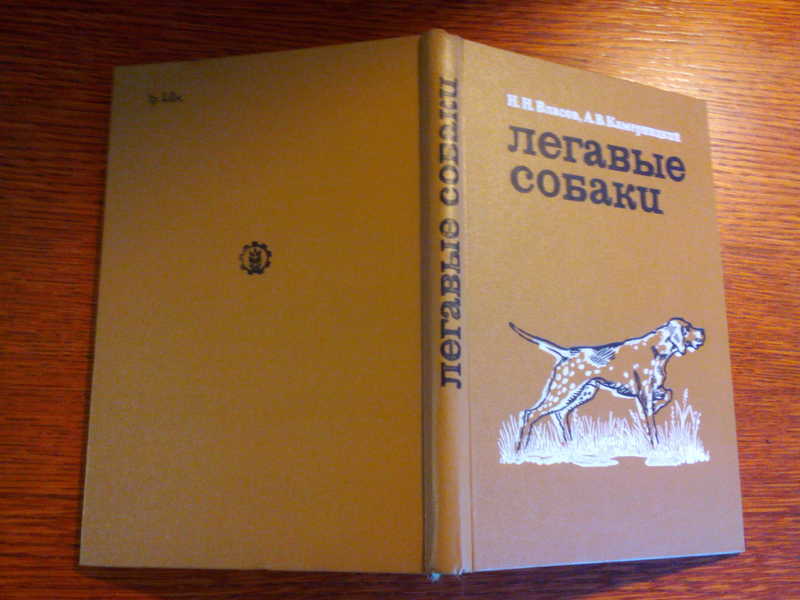 Н. Н. Власов, А. В. Камерницкий
легавые
собаки
легавые собаки